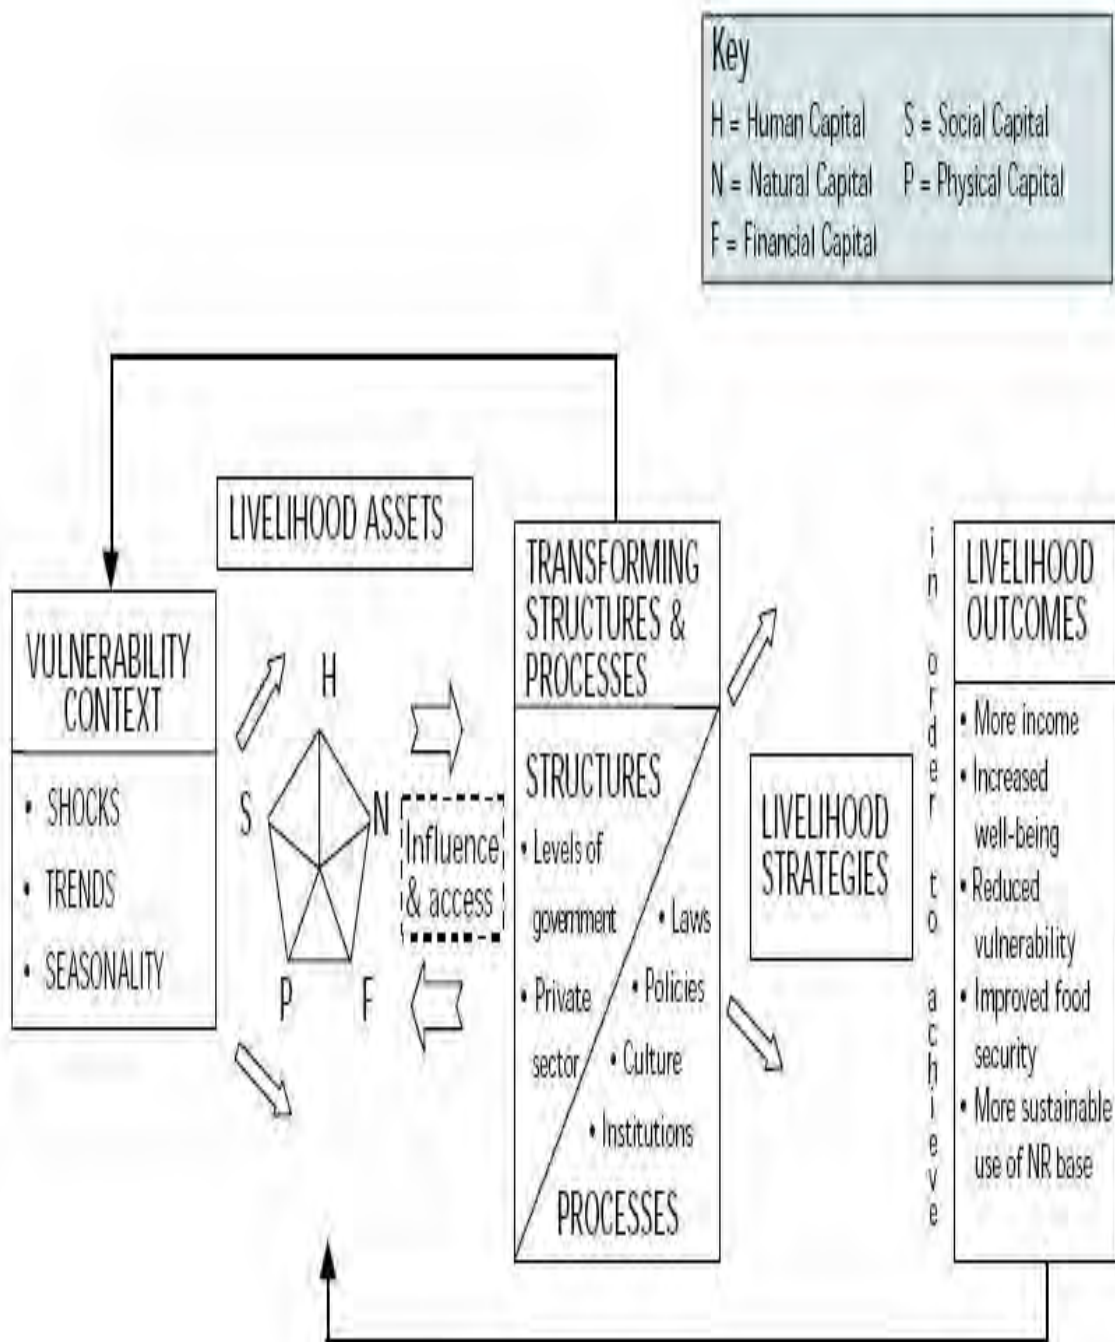 Key
H = Human Capital S = Social Capital
N = Natural Capital P = Physical Capital
F = Financial Capital
LIVELIHOOD ASSETS
VULNERABILITY
CONTEXT
• SHOCKS
• TRENDS
• SEASONALITY
H
S
N
P
F
Influence
& access
TRANSFORMING
STRUCTURES &
PROCESSES
STRUCTURES
• Levels of
government
• Private
sector
• Laws
• Policies
• Culture
• Institutions
PROCESSES
LIVELIHOOD
STRATEGIES
in order to achieve
LIVELIHOOD
OUTCOMES
• More income
• Increased
well-being
• Reduced
vulnerability
• Improved food
security
• More sustainable
use of NR base